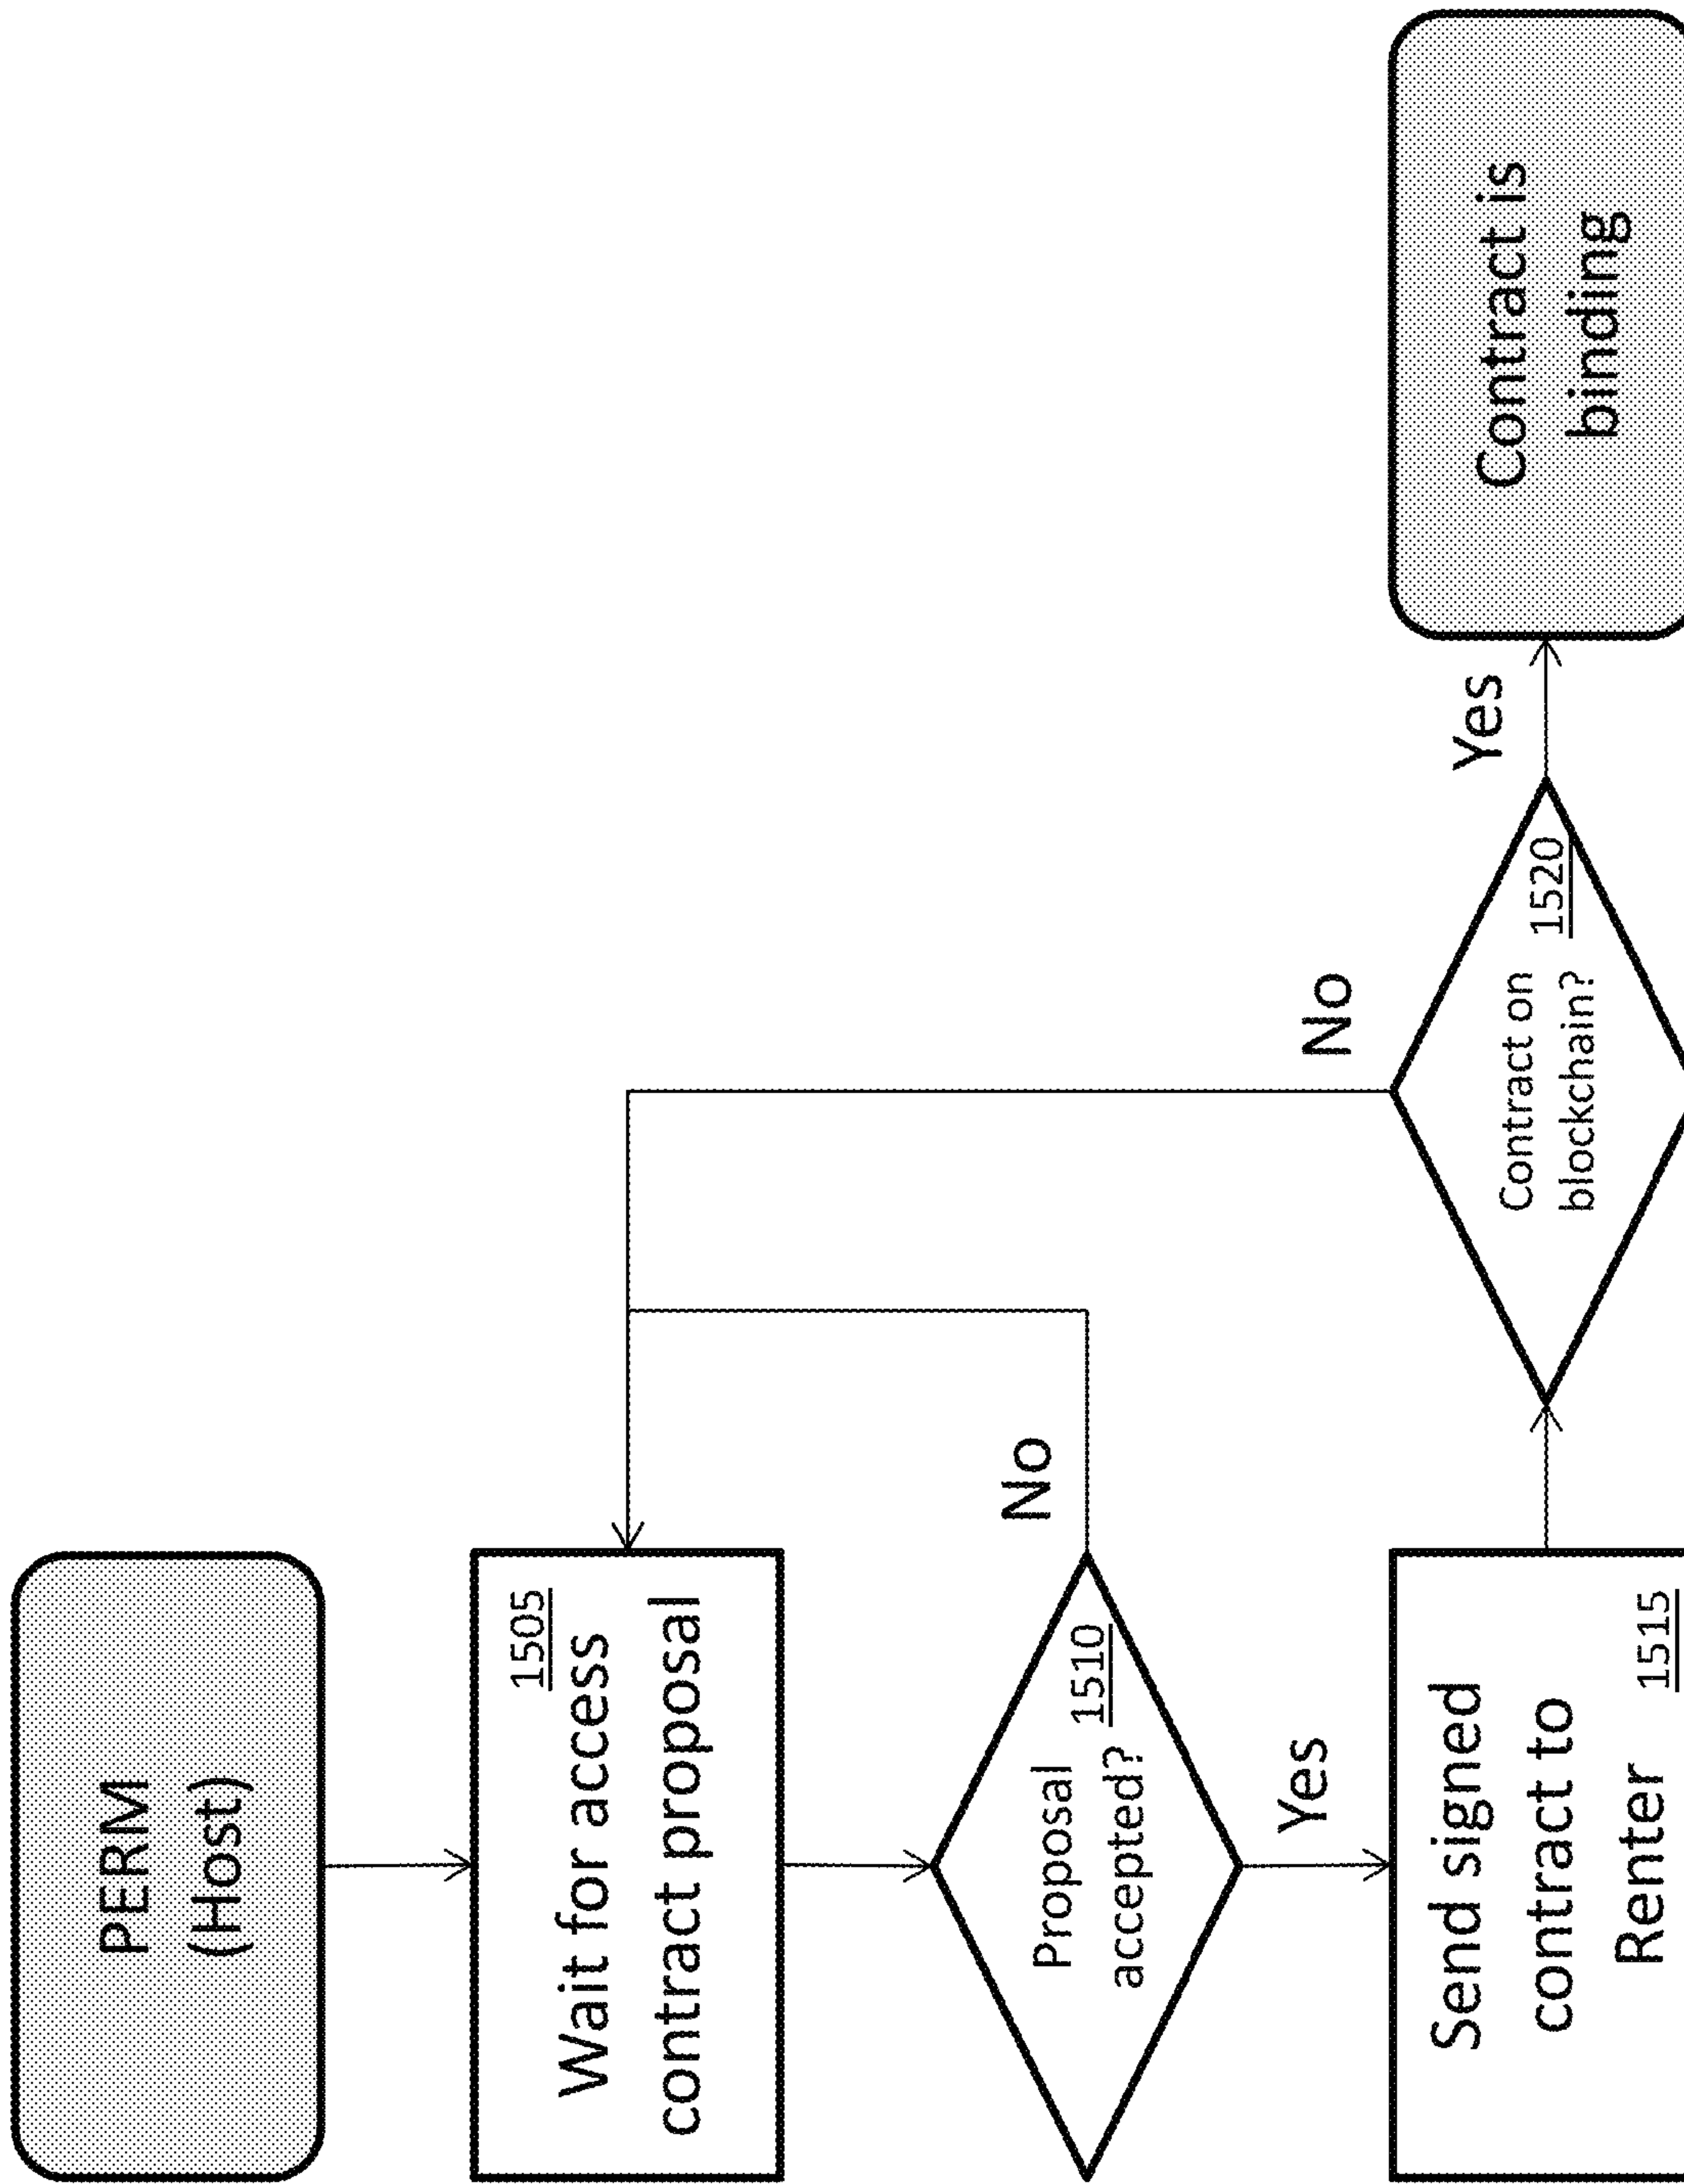 PERM
(Host)
1505
Wait for access
contract proposal
No
Proposal
accepted?
1510
Yes
Send signed
contract to
Renter
1515
No
Contract on
blockchain?
1520
Yes
Contract is
binding